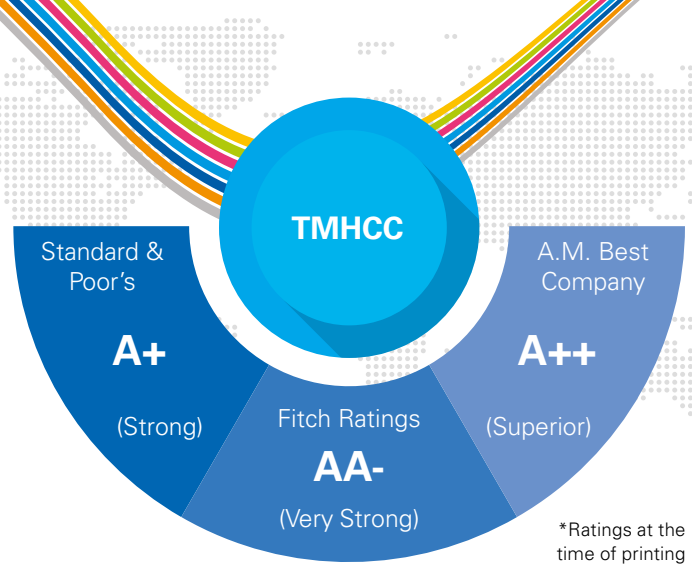 TMHCC
Standard &
Poor's
A+
(Strong)
Fitch Ratings
AA-
(Very Strong)
A.M. Best
Company
A++
(Superior)
*Ratings at the
time of printing